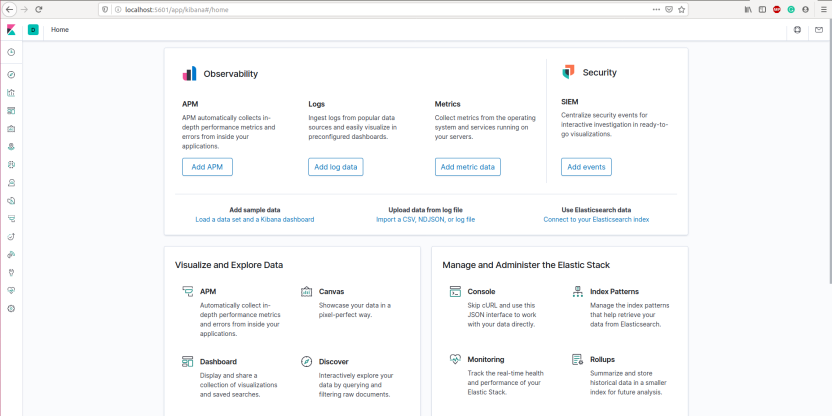 localhost:5601/app/kibana#/home
D
Home
Observability
Security
APM
APM automatically collects in-
depth performance metrics and
errors from inside your
applications.
Add APM
Logs
Ingest logs from popular data
sources and easily visualize in
preconfigured dashboards.
Add log data
Metrics
Collect metrics from the operating
system and services running on
your servers.
Add metric data
SIEM
Centralize security events for
interactive investigation in ready-to-
go visualizations.
Add events
Add sample data
Load a data set and a Kibana dashboard
Upload data from log file
Import a CSV, NDJSON, or log file
Use Elasticsearch data
Connect to your Elasticsearch index
Visualize and Explore Data
APM
Automatically collect in-
depth performance metrics
and errors from inside your
applications.
Canvas
Showcase your data in a
pixel-perfect way.
Dashboard
Display and share a
collection of visualizations
and saved searches.
Discover
Interactively explore your
data by querying and
filtering raw documents.
Manage and Administer the Elastic Stack
Console
Skip cURL and use this
JSON interface to work
with your data directly.
Index Patterns
Manage the index patterns
that help retrieve your
data from Elasticsearch.
Monitoring
Track the real-time health
and performance of your
Elastic Stack.
Rollups
Summarize and store
historical data in a smaller
index for future analysis.